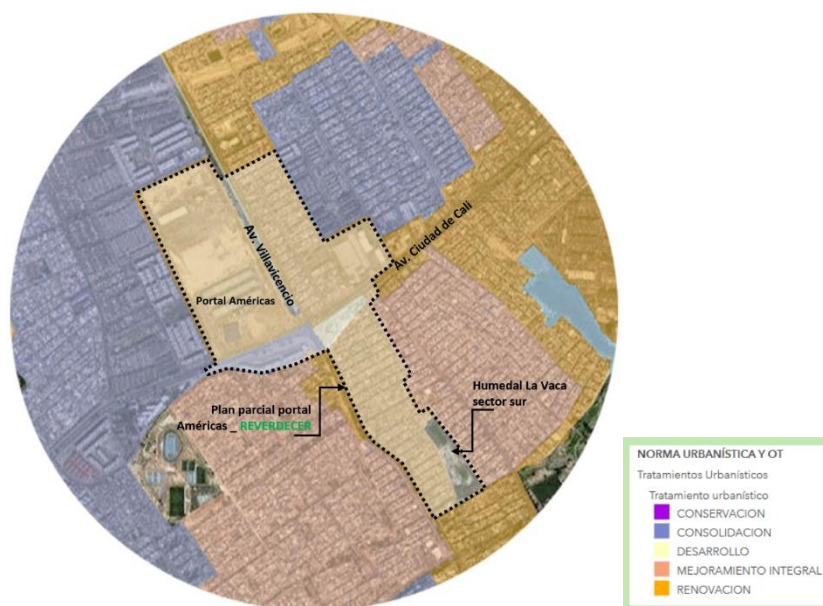 Av. Villavicencio
Av. Ciudad de Cali
Portal Américas
Plan parcial portal
Américas _ REVERDECER
Humedal La Vaca
sector sur
NORMA URBANÍSTICA Y OT
Tratamientos Urbanísticos
Tratamiento urbanístico
CONSERVACION
CONSOLIDACION
DESARROLLO
MEJORAMIENTO INTEGRAL
RENOVACION